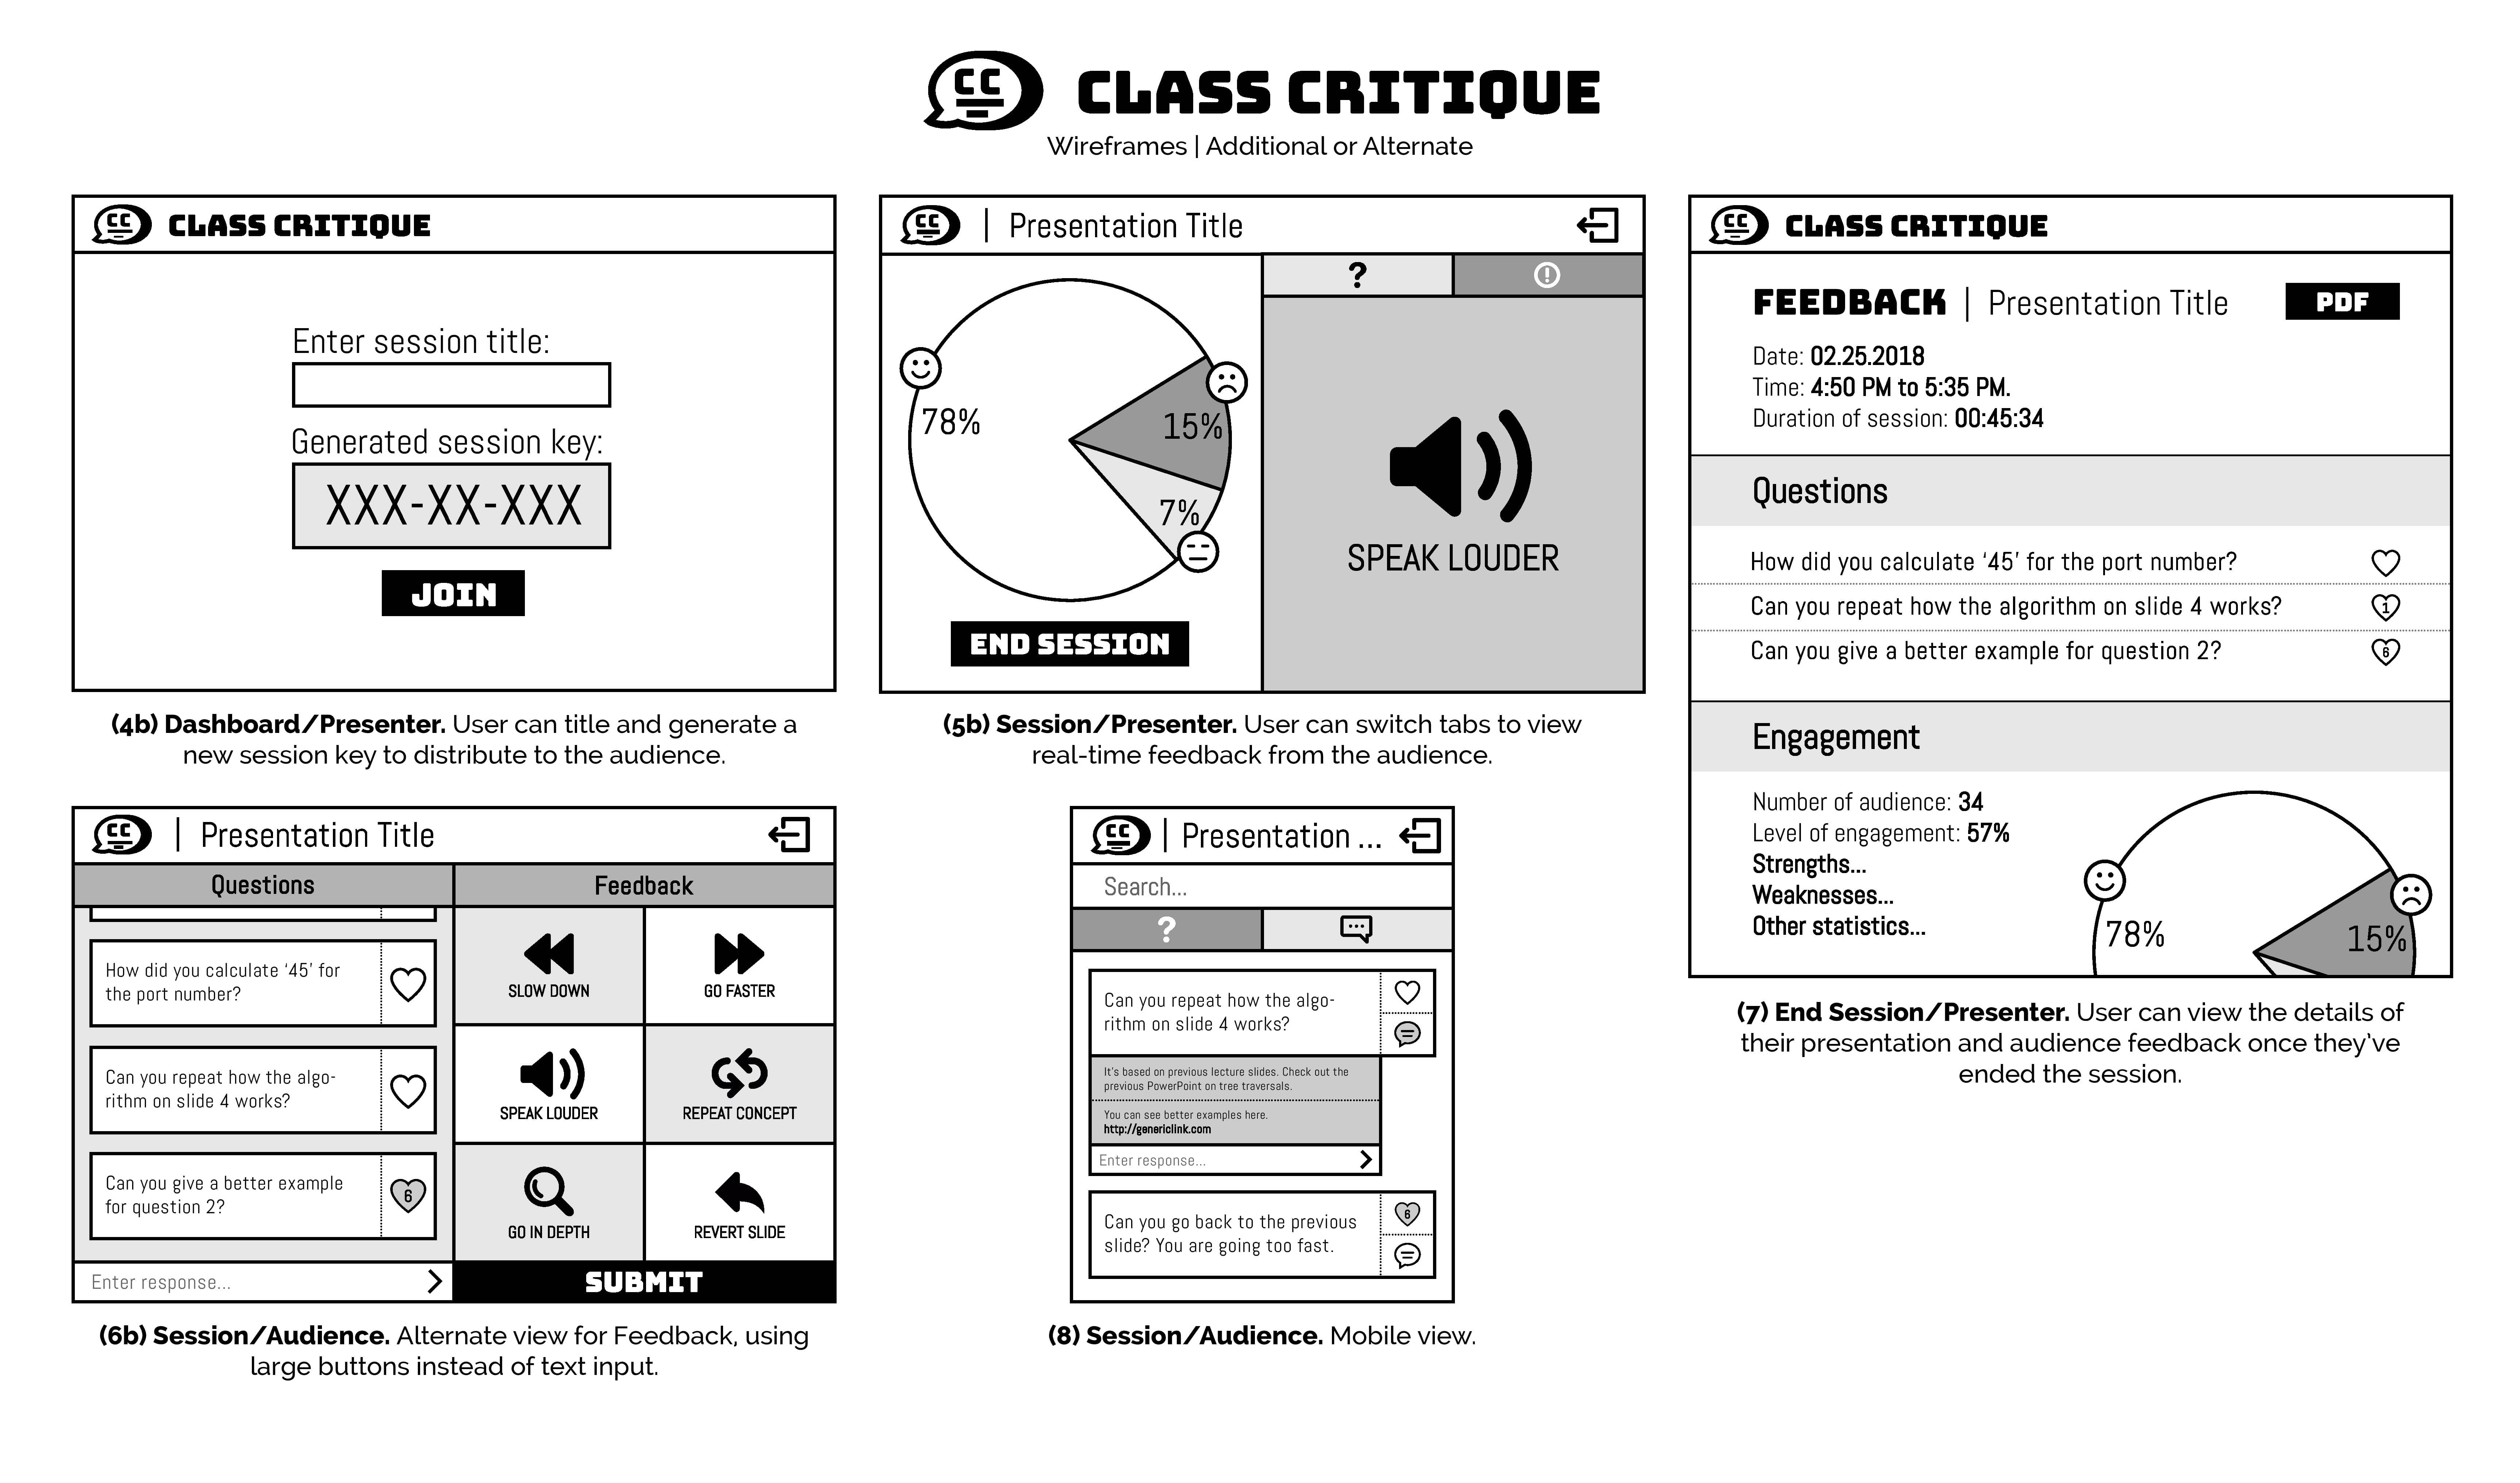 CC CLASS CRITIQUE
Wireframes | Additional or Alternate
CC CLASS CRITIQUE
Enter session title:
Generated session key:
XXX-XX-XXX
JOIN
(4b) Dashboard/Presenter. User can title and generate a
new session key to distribute to the audience.
CC | Presentation Title
?
!
78%
15%
7%
END SESSION
SPEAK LOUDER
(5b) Session/Presenter. User can switch tabs to view
real-time feedback from the audience.
CC CLASS CRITIQUE
FEEDBACK | Presentation Title
PDF
Date: 02.25.2018
Time: 4:50 PM to 5:35 PM.
Duration of session: 00:45:34
Questions
How did you calculate ‘45’ for the port number?
Can you repeat how the algorithm on slide 4 works?
1
Can you give a better example for question 2?
6
Engagement
Number of audience: 34
Level of engagement: 57%
Strengths...
Weaknesses...
Other statistics...
78%
15%
(7) End Session/Presenter. User can view the details of
their presentation and audience feedback once they’ve
ended the session.
CC | Presentation Title
Questions
How did you calculate ‘45’ for
the port number?
Can you repeat how the algo-
rithm on slide 4 works?
Can you give a better example
for question 2?
6
Enter response...
Feedback
SLOW DOWN
GO FASTER
SPEAK LOUDER
REPEAT CONCEPT
GO IN DEPTH
REVERT SLIDE
SUBMIT
(6b) Session/Audience. Alternate view for Feedback, using
large buttons instead of text input.
CC | Presentation ...
Search...
?
Can you repeat how the algo-
rithm on slide 4 works?
It's based on previous lecture slides. Check out the
previous PowerPoint on tree traversals.
You can see better examples here.
http://genericlink.com
Enter response...
Can you go back to the previous
slide? You are going too fast.
6
(8) Session/Audience. Mobile view.